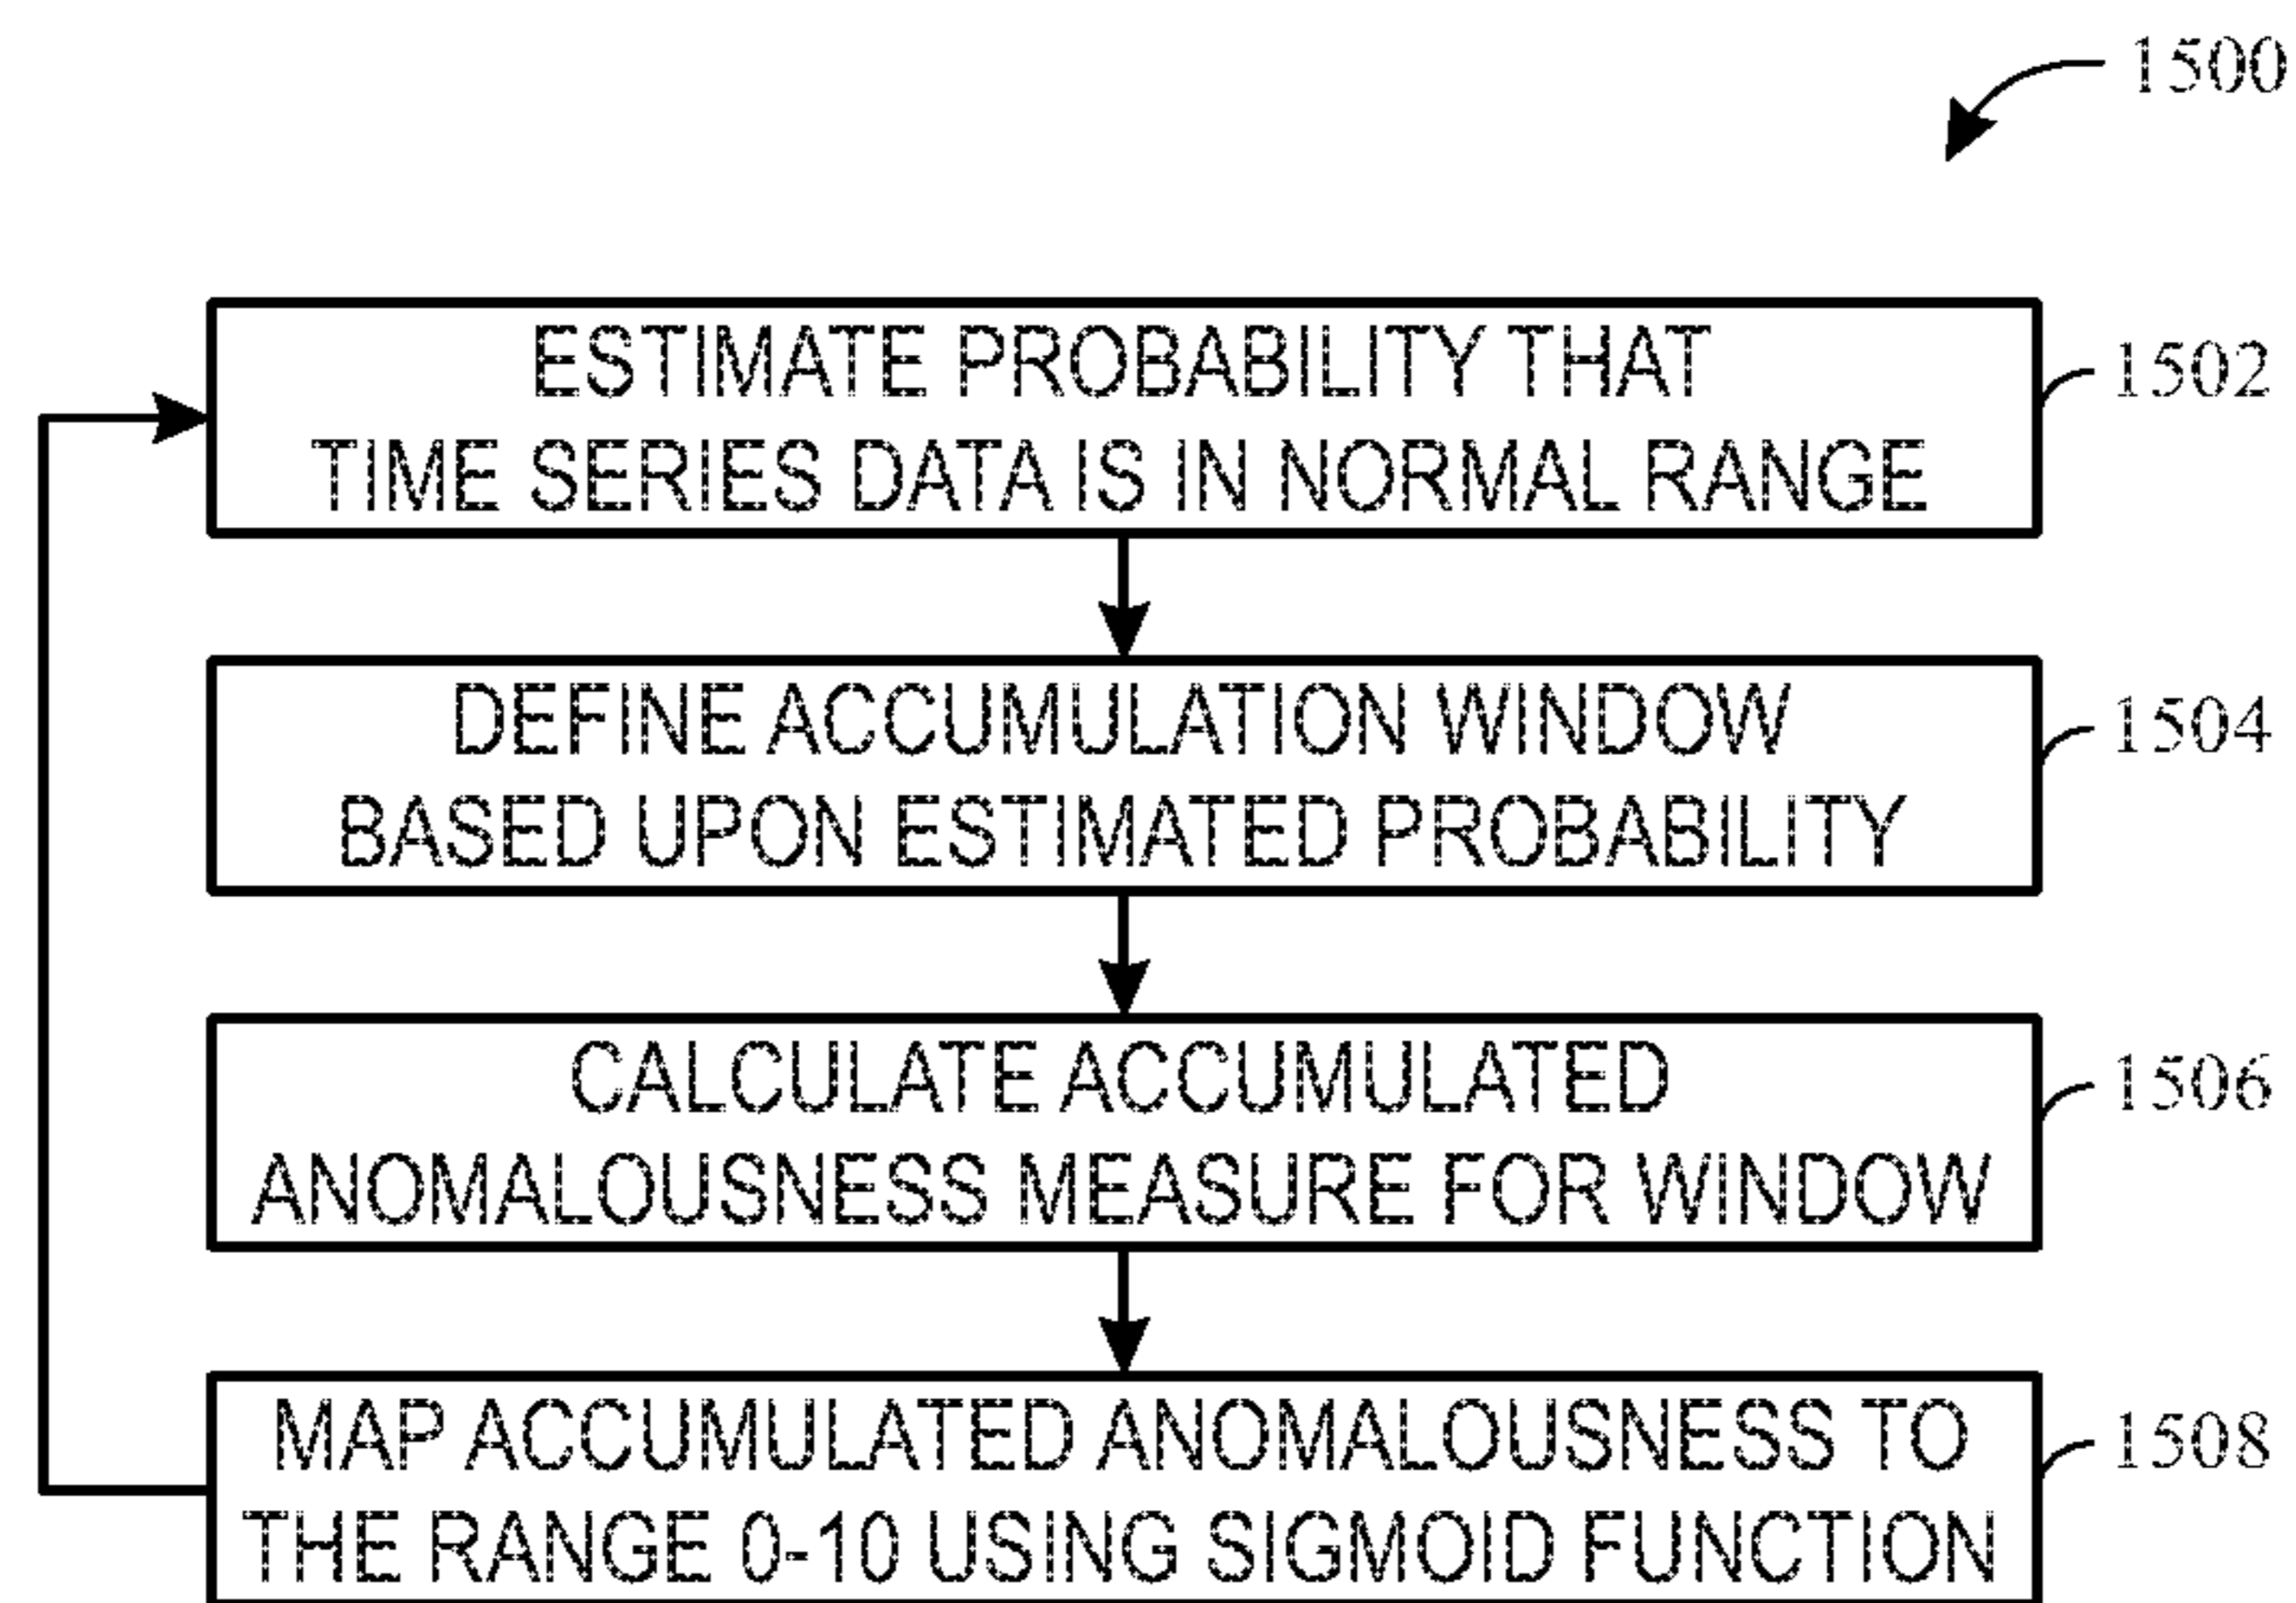 1500
ESTIMATE PROBABILITY THAT
TIME SERIES DATA IS IN NORMAL RANGE
1502
DEFINE ACCUMULATION WINDOW
BASED UPON ESTIMATED PROBABILITY
1504
CALCULATE ACCUMULATED
ANOMALOUSNESS MEASURE FOR WINDOW
1506
MAP ACCUMULATED ANOMALOUSNESS TO
THE RANGE 0-10 USING SIGMOID FUNCTION
1508